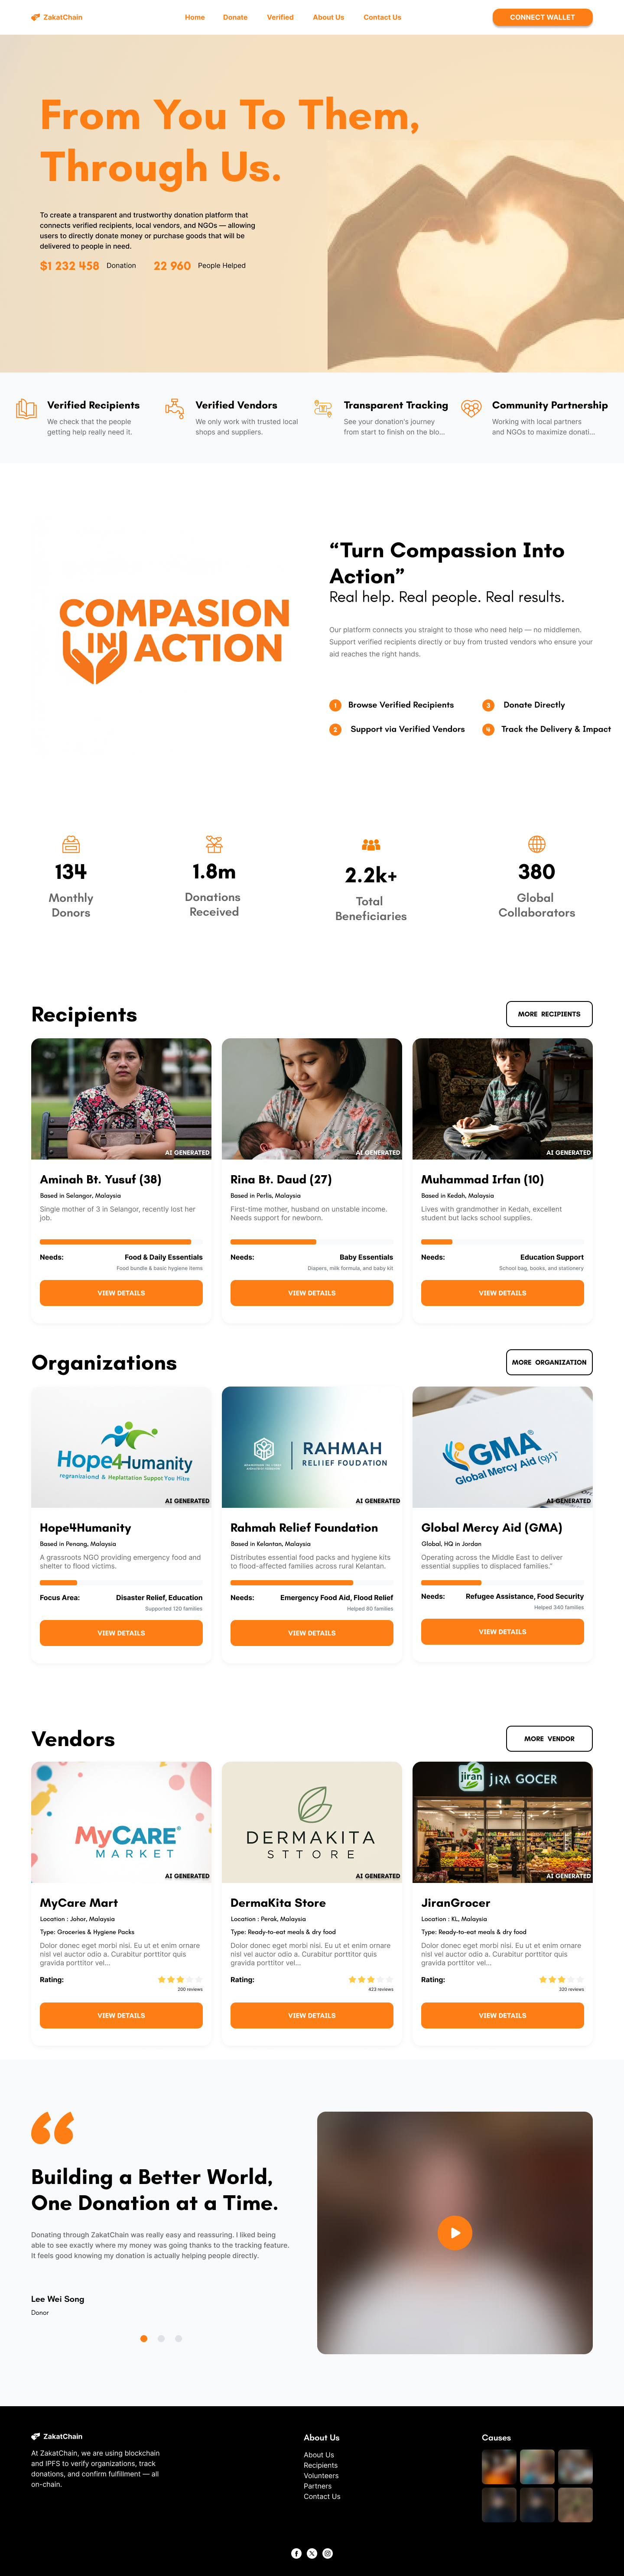 ZakatChain
Home
Donate
Verified
About Us
Contact Us
CONNECT WALLET
From You To Them,
Through Us.
To create a transparent and trustworthy donation platform that
connects verified recipients, local vendors, and NGOs — allowing
users to directly donate money or purchase goods that will be
delivered to people in need.
$1 232 458 Donation 22 960 People Helped
Verified Recipients
We check that the people
getting help really need it.
Verified Vendors
We only work with trusted local
shops and suppliers.
Transparent Tracking
See your donation's journey
from start to finish on the blo...
Community Partnership
Working with local partners
and NGOs to maximize donati...
COMPASION
IN ACTION
“Turn Compassion Into
Action”
Real help. Real people. Real results.
Our platform connects you straight to those who need help — no middlemen.
Support verified recipients directly or buy from trusted vendors who ensure your
aid reaches the right hands.
1 Browse Verified Recipients
3 Donate Directly
2 Support via Verified Vendors
4 Track the Delivery & Impact
134
Monthly
Donors
1.8m
Donations
Received
2.2k+
Total
Beneficiaries
380
Global
Collaborators
Recipients
MORE RECIPIENTS
AI GENERATED
Aminah Bt. Yusuf (38)
Based in Selangor, Malaysia
Single mother of 3 in Selangor, recently lost her
job.
Needs: Food & Daily Essentials
Food bundle & basic hygiene items
VIEW DETAILS
AI GENERATED
Rina Bt. Daud (27)
Based in Perlis, Malaysia
First-time mother, husband on unstable income.
Needs support for newborn.
Needs: Baby Essentials
Diapers, milk formula, and baby kit
VIEW DETAILS
AI GENERATED
Muhammad Irfan (10)
Based in Kedah, Malaysia
Lives with grandmother in Kedah, excellent
student but lacks school supplies.
Needs: Education Support
School bag, books, and stationery
VIEW DETAILS
Organizations
MORE ORGANIZATION
Hope4Humanity
AI GENERATED
Hope4Humanity
Based in Penang, Malaysia
A grassroots NGO providing emergency food and
shelter to flood victims.
Focus Area: Disaster Relief, Education
Supported 120 families
VIEW DETAILS
RAHMAH
RELIIEF FOUDATION
AI GENERATED
Rahmah Relief Foundation
Based in Kelantan, Malaysia
Distributes essential food packs and hygiene kits
to flood-affected families across rural Kelantan.
Needs: Emergency Food Aid, Flood Relief
Helped 80 families
VIEW DETAILS
GMA
Global Mercy Aid
AI GENERATED
Global Mercy Aid (GMA)
Global, HQ in Jordan
Operating across the Middle East to deliver
essential supplies to displaced families."
Needs: Refugee Assistance, Food Security
Helped 340 families
VIEW DETAILS
Vendors
MORE VENDOR
MyCARE
MARKET
AI GENERATED
MyCare Mart
Location : Johor, Malaysia
Type: Groceries & Hygiene Packs
Dolor donec eget morbi nisi. Eu ut et enim ornare
nisl vel auctor odio a. Curabitur porttitor quis
gravida porttitor vel...
Rating:
200 reviews
VIEW DETAILS
DERMAKITA
STTORE
AI GENERATED
DermaKita Store
Location : Perak, Malaysia
Type: Ready-to-eat meals & dry food
Dolor donec eget morbi nisi. Eu ut et enim ornare
nisl vel auctor odio a. Curabitur porttitor quis
gravida porttitor vel...
Rating:
423 reviews
VIEW DETAILS
jiran JIRA GOCER
AI GENERATED
JiranGrocer
Location : KL, Malaysia
Type: Ready-to-eat meals & dry food
Dolor donec eget morbi nisi. Eu ut et enim ornare
nisl vel auctor odio a. Curabitur porttitor quis
gravida porttitor vel...
Rating:
320 reviews
VIEW DETAILS
Building a Better World,
One Donation at a Time.
Donating through ZakatChain was really easy and reassuring. I liked being
able to see exactly where my money was going thanks to the tracking feature.
It feels good knowing my donation is actually helping people directly.
Lee Wei Song
Donor
ZakatChain
At ZakatChain, we are using blockchain
and IPFS to verify organizations, track
donations, and confirm fulfillment — all
on-chain.
About Us
About Us
Recipients
Volunteers
Partners
Contact Us
Causes